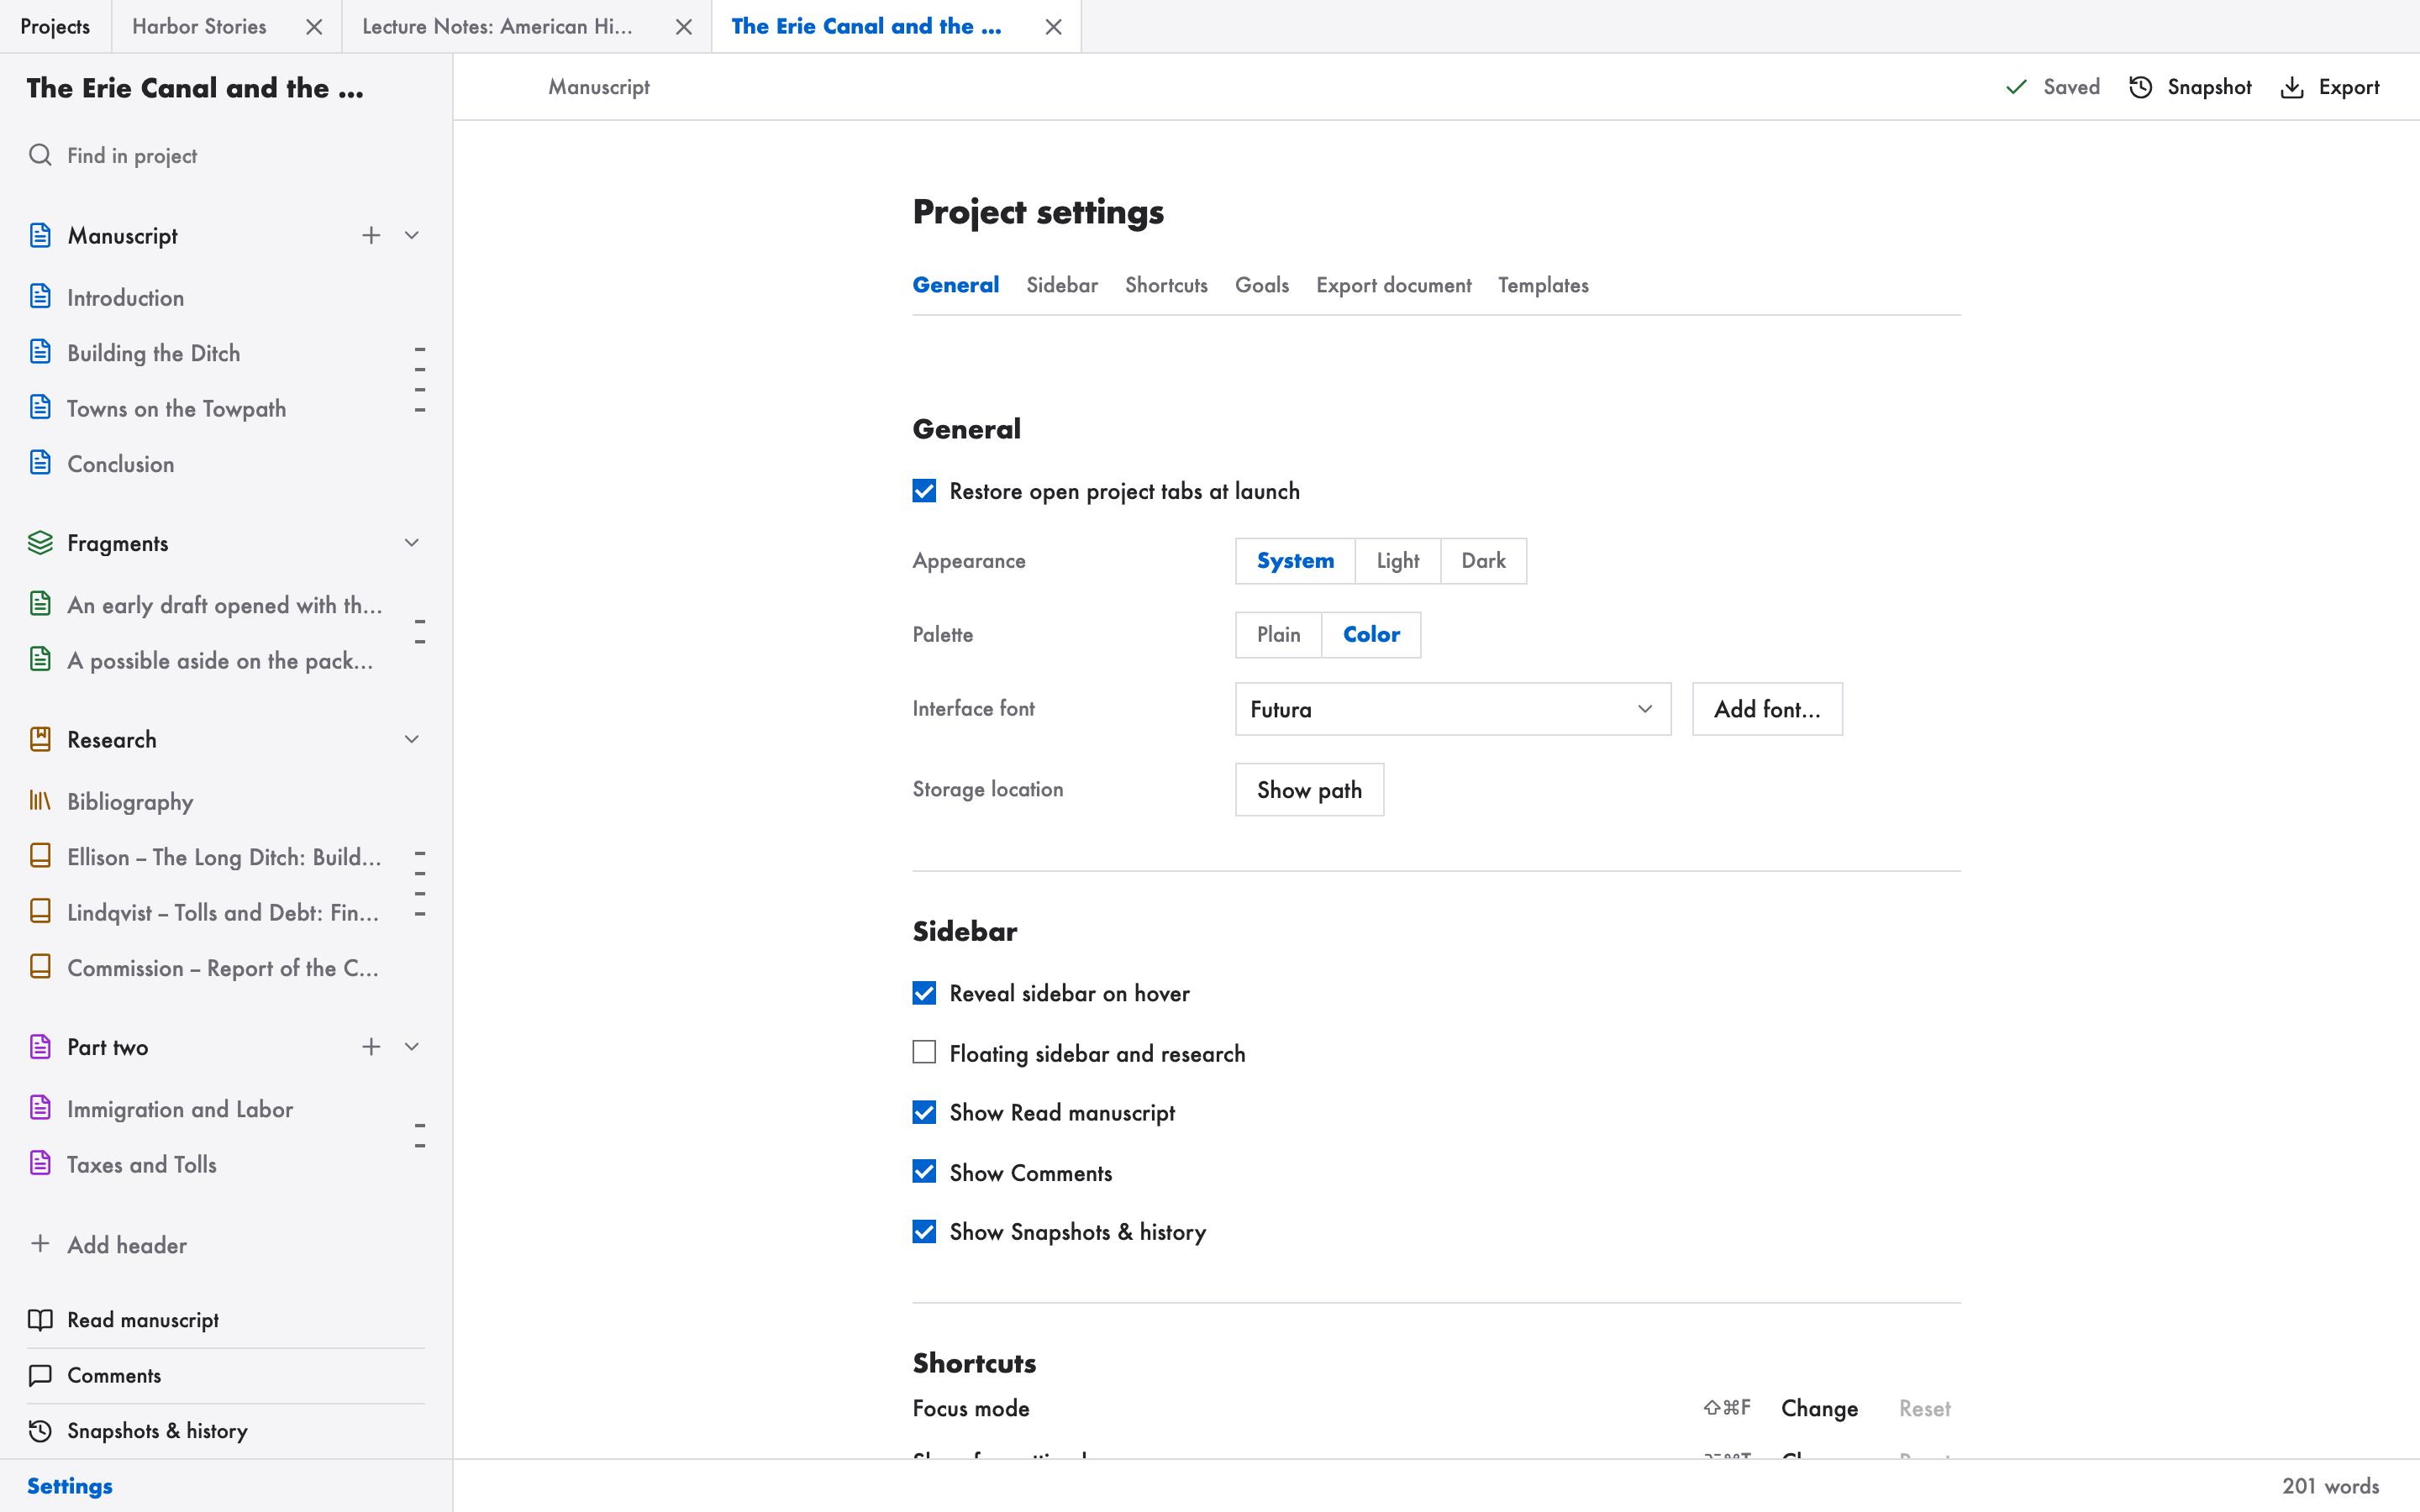 Projects
Harbor Stories
Lecture Notes: American Hi...
The Erie Canal and the ...
The Erie Canal and the ...
Find in project
Manuscript
Introduction
Building the Ditch
Towns on the Towpath
Conclusion
Fragments
An early draft opened with th...
A possible aside on the pack...
Research
Bibliography
Ellison – The Long Ditch: Build...
Lindqvist – Tolls and Debt: Fin...
Commission – Report of the C...
Part two
Immigration and Labor
Taxes and Tolls
Add header
Read manuscript
Comments
Snapshots & history
Settings
Manuscript
Saved
Snapshot
Export
Project settings
General
Sidebar
Shortcuts
Goals
Export document
Templates
General
Restore open project tabs at launch
Appearance
System
Light
Dark
Palette
Plain
Color
Interface font
Futura
Add font...
Storage location
Show path
Sidebar
Reveal sidebar on hover
Floating sidebar and research
Show Read manuscript
Show Comments
Show Snapshots & history
Shortcuts
Focus mode
⇧⌘F
Change
Reset
201 words